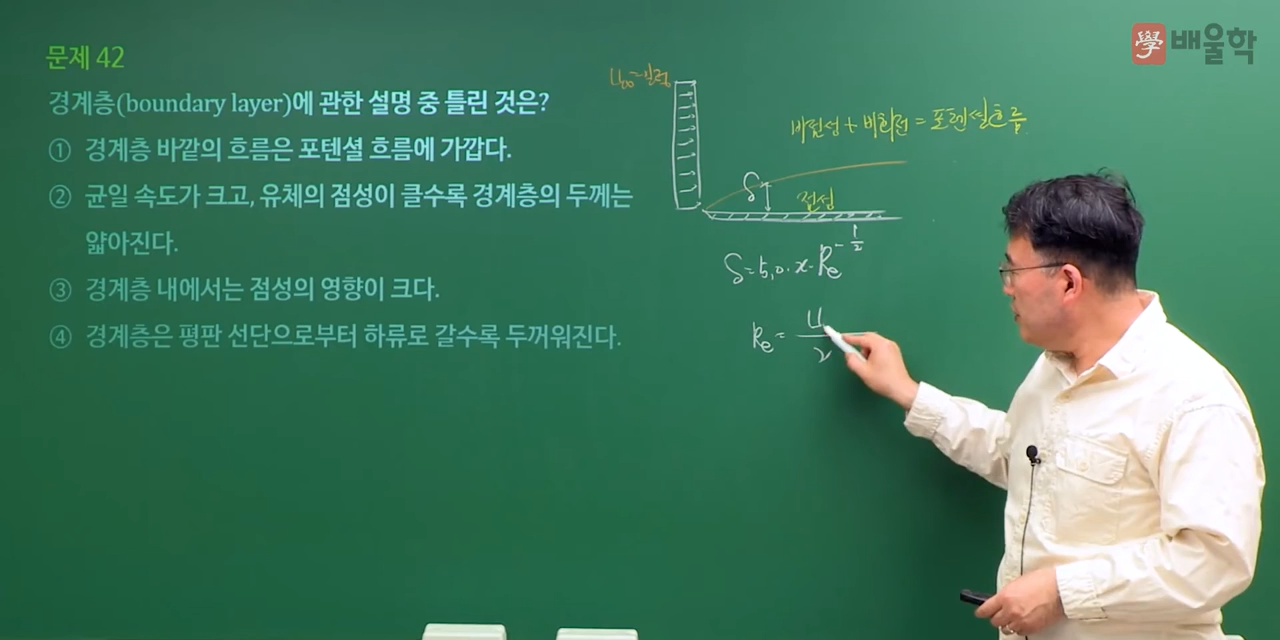 學 배울학
문제 42
경계층(boundary layer)에 관한 설명 중 틀린 것은?
① 경계층 바깥의 흐름은 포텐셜 흐름에 가깝다.
② 균일 속도가 크고, 유체의 점성이 클수록 경계층의 두께는
얇아진다.
③ 경계층 내에서는 점성의 영향이 크다.
④ 경계층은 평판 선단으로부터 하류로 갈수록 두꺼워진다.
U∞=일정
비점성 + 비회전 = 포텐셜흐름
δ
점성
δ=5.0·x·Re^-1/2
Re = U
ν